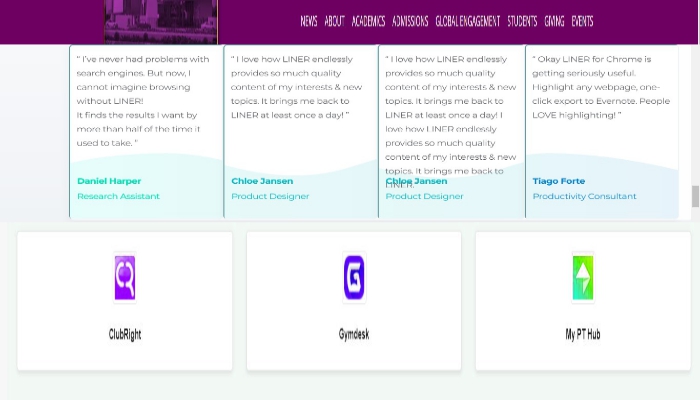 NEWS ABOUT ACADEMICS ADMISSIONS GLOBAL ENGAGEMENT STUDENTS GIVING EVENTS
" I've never had problems with
search engines. But now, I
cannot imagine browsing
without LINER!
It finds the results I want by
more than half of the time it
used to take. "
Daniel Harper
Research Assistant
" I love how LINER endlessly
provides so much quality
content of my interests & new
topics. It brings me back to
LINER at least once a day! "
Chloe Jansen
Product Designer
" I love how LINER endlessly
provides so much quality
content of my interests & new
topics. It brings me back to
LINER at least once a day! I
love how LINER endlessly
provides so much quality
content of my interests & new
topics. It brings me back to
LINER.
Chloe Jansen
Product Designer
" Okay LINER for Chrome is
getting seriously useful.
Highlight any webpage, one-
click export to Evernote. People
LOVE highlighting! "
Tiago Forte
Productivity Consultant
ClubRight
Gymdesk
My PT Hub